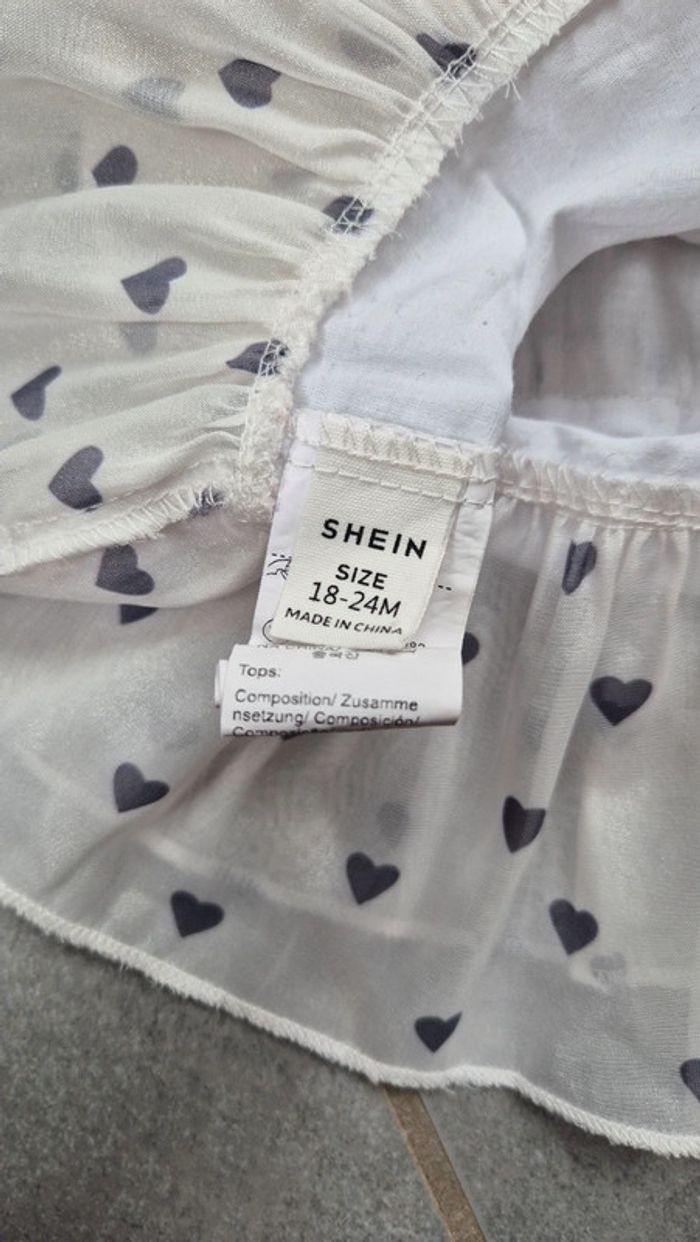 SHEIN
SIZE
18-24M
MADE IN CHINA
Tops:
Composition/ Zusamme
nsetzung/ Composición/